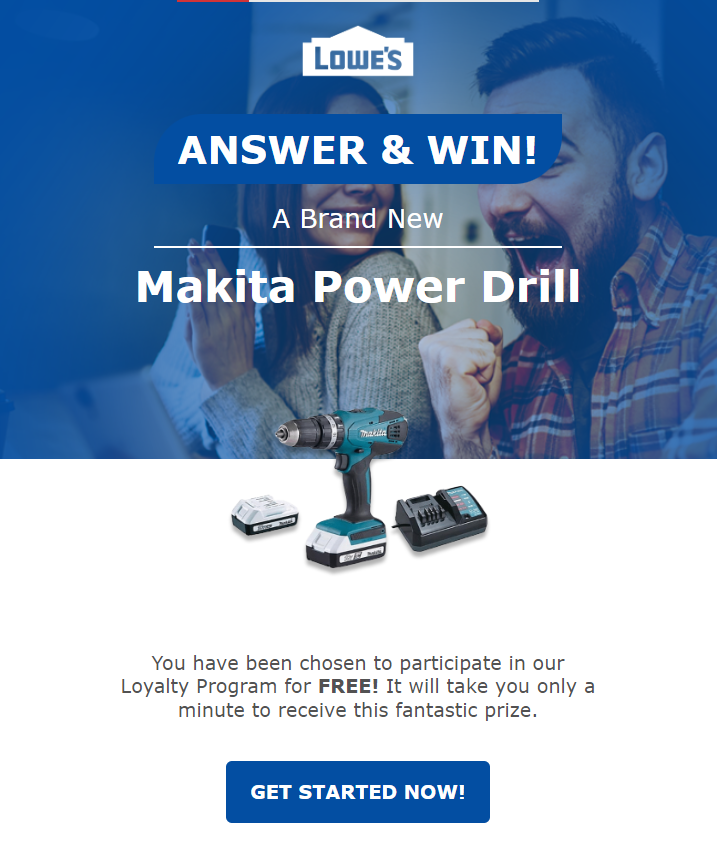 LOWE'S
ANSWER & WIN!
A Brand New
Makita Power Drill
makita
You have been chosen to participate in our
Loyalty Program for FREE! It will take you only a
minute to receive this fantastic prize.
GET STARTED NOW!